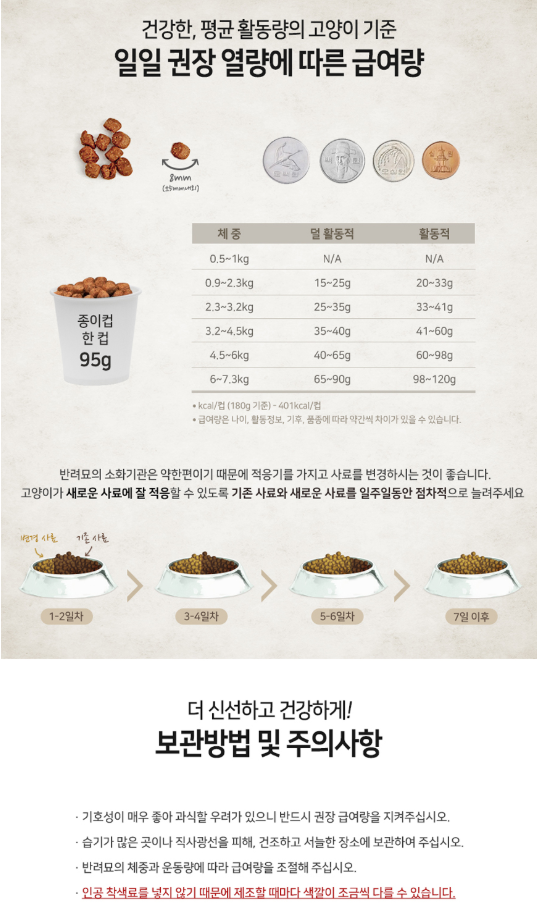 건강한, 평균 활동량의 고양이 기준
일일 권장 열량에 따른 급여량
8mm
(±5mm내외)
체 중 덜 활동적 활동적
0.5~1kg N/A N/A
0.9~2.3kg 15~25g 20~33g
2.3~3.2kg 25~35g 33~41g
3.2~4.5kg 35~40g 41~60g
4.5~6kg 40~65g 60~98g
6~7.3kg 65~90g 98~120g
종이컵
한 컵
95g
• kcal/컵 (180g 기준) - 401kcal/컵
• 급여량은 나이, 활동정보, 기후, 품종에 따라 약간씩 차이가 있을 수 있습니다.
반려묘의 소화기관은 약한편이기 때문에 적응기를 가지고 사료를 변경하시는 것이 좋습니다.
고양이가 새로운 사료에 잘 적응할 수 있도록 기존 사료와 새로운 사료를 일주일동안 점차적으로 늘려주세요
변경 사료 기존 사료
1-2일차 3-4일차 5-6일차 7일 이후
더 신선하고 건강하게!
보관방법 및 주의사항
· 기호성이 매우 좋아 과식할 우려가 있으니 반드시 권장 급여량을 지켜주십시오.
· 습기가 많은 곳이나 직사광선을 피해, 건조하고 서늘한 장소에 보관하여 주십시오.
· 반려묘의 체중과 운동량에 따라 급여량을 조절해 주십시오.
· 인공 착색료를 넣지 않기 때문에 제조할 때마다 색깔이 조금씩 다를 수 있습니다.